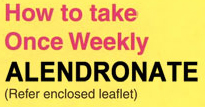 How to take
Once Weekly
ALENDRONATE
(Refer enclosed leaflet)